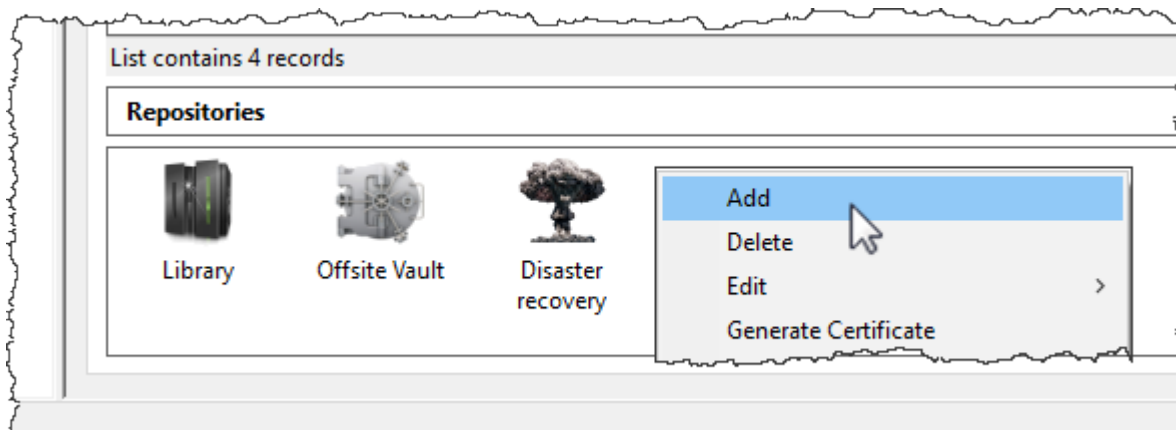 List contains 4 records
Repositories
Library
Offsite Vault
Disaster
recovery
Add
Delete
Edit
Generate Certificate